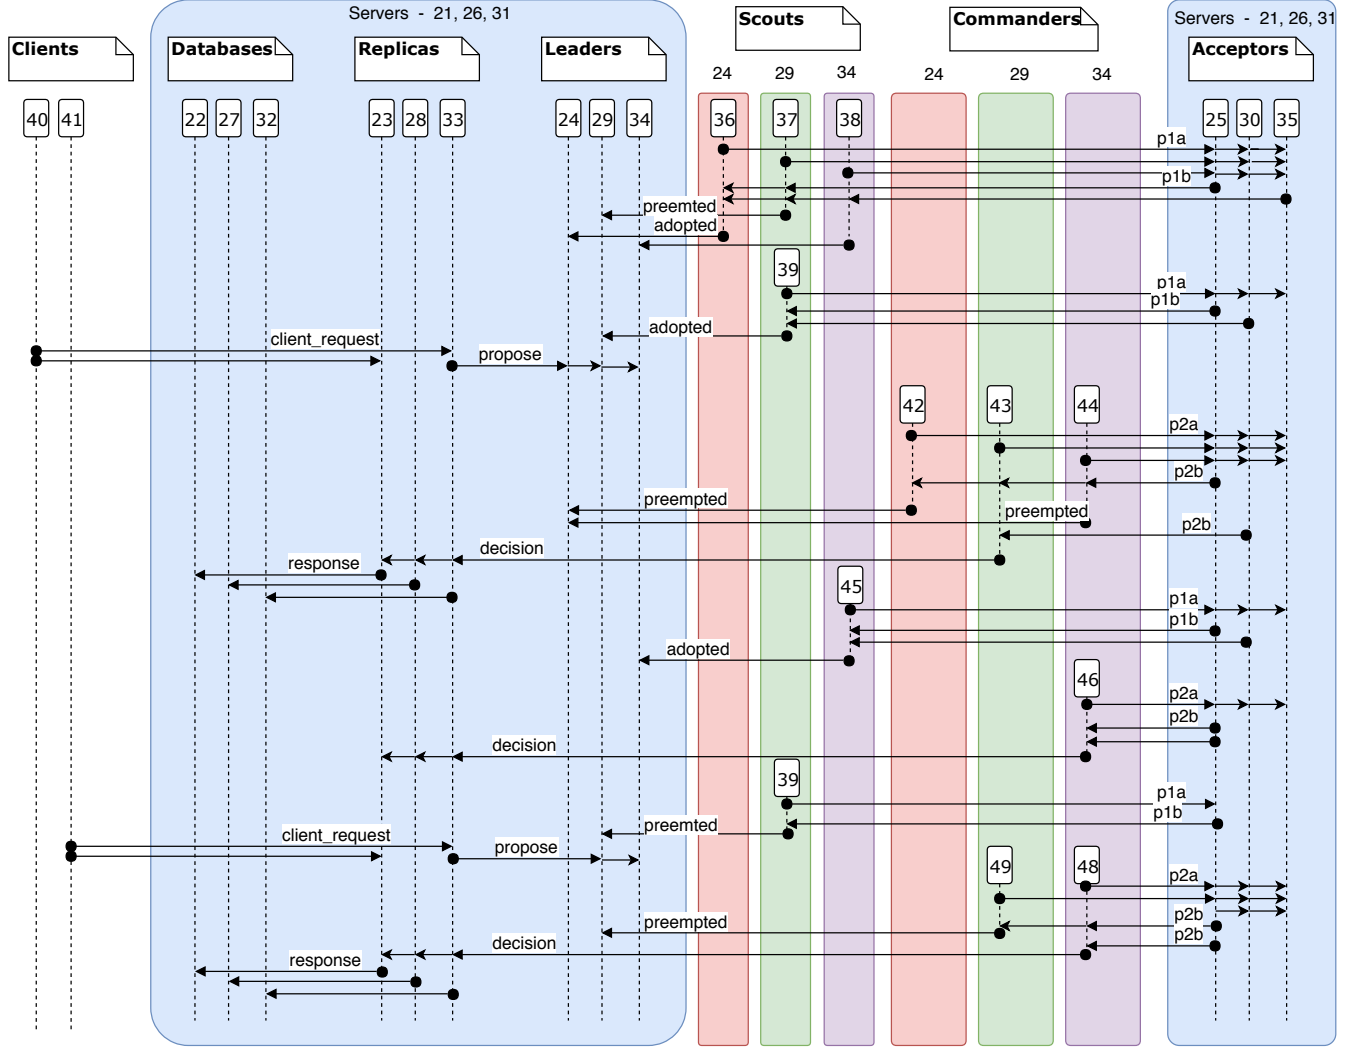 Servers - 21, 26, 31
Servers - 21, 26, 31
Clients
Databases
Replicas
Leaders
Scouts
Commanders
Acceptors
24 29 34 24 29 34
40 41 22 27 32 23 28 33 24 29 34 36 37 38 25 30 35
p1a
p1b
preemted
adopted
39
p1a
p1b
adopted
client_request
propose
42 43 44
p2a
p2b
preempted
preempted
p2b
decision
response
45
p1a
p1b
adopted
46
p2a
p2b
decision
39
p1a
p1b
preemted
client_request
propose
49 48
p2a
p2b
preempted
p2b
decision
response